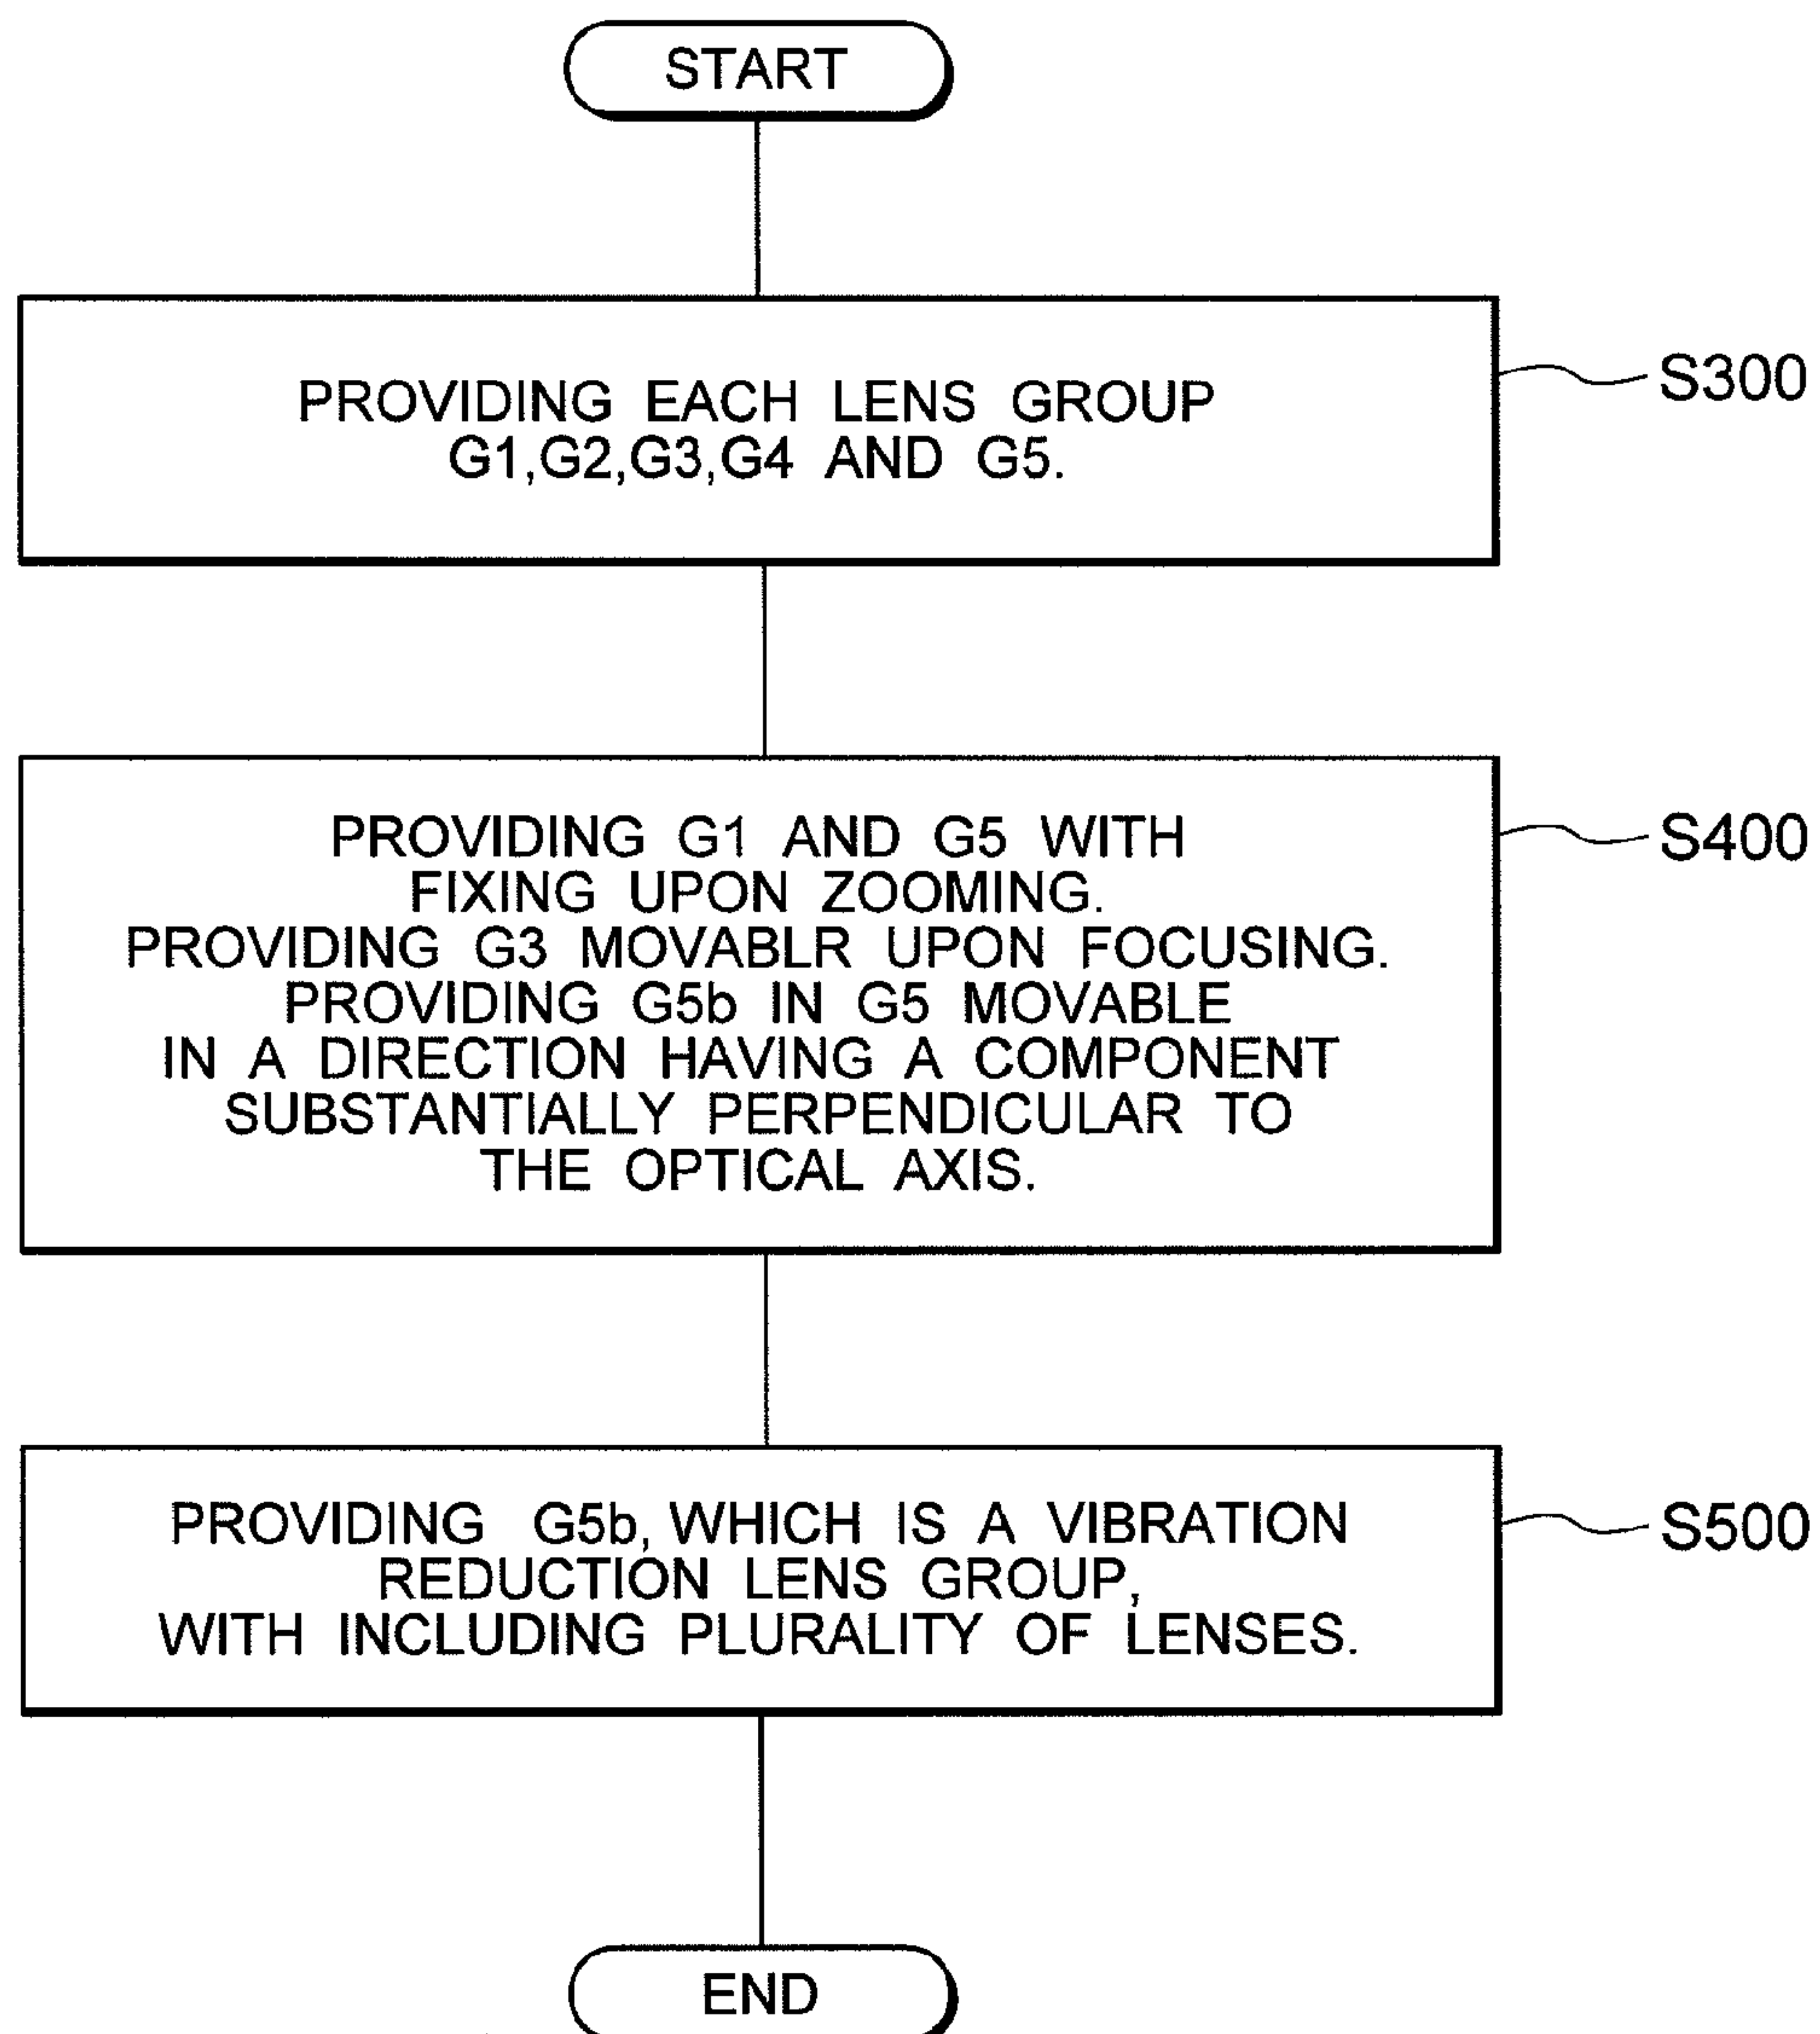 START
PROVIDING EACH LENS GROUP
G1,G2,G3,G4 AND G5.
S300
PROVIDING G1 AND G5 WITH
FIXING UPON ZOOMING.
PROVIDING G3 MOVABLR UPON FOCUSING.
PROVIDING G5b IN G5 MOVABLE
IN A DIRECTION HAVING A COMPONENT
SUBSTANTIALLY PERPENDICULAR TO
THE OPTICAL AXIS.
S400
PROVIDING G5b, WHICH IS A VIBRATION
REDUCTION LENS GROUP,
WITH INCLUDING PLURALITY OF LENSES.
S500
END